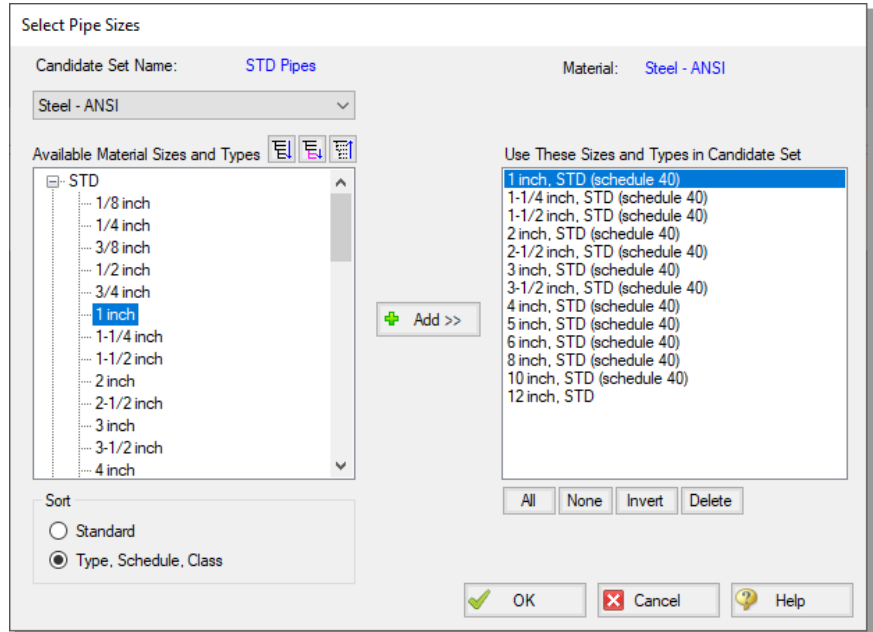 Select Pipe Sizes
Candidate Set Name: STD Pipes
Material: Steel - ANSI
Steel - ANSI
Available Material Sizes and Types
STD
1/8 inch
1/4 inch
3/8 inch
1/2 inch
3/4 inch
1 inch
1-1/4 inch
1-1/2 inch
2 inch
2-1/2 inch
3 inch
3-1/2 inch
4 inch
Add >>
Use These Sizes and Types in Candidate Set
1 inch, STD (schedule 40)
1-1/4 inch, STD (schedule 40)
1-1/2 inch, STD (schedule 40)
2 inch, STD (schedule 40)
2-1/2 inch, STD (schedule 40)
3 inch, STD (schedule 40)
3-1/2 inch, STD (schedule 40)
4 inch, STD (schedule 40)
5 inch, STD (schedule 40)
6 inch, STD (schedule 40)
8 inch, STD (schedule 40)
10 inch, STD (schedule 40)
12 inch, STD
All None Invert Delete
Sort
Standard
Type, Schedule, Class
OK Cancel Help